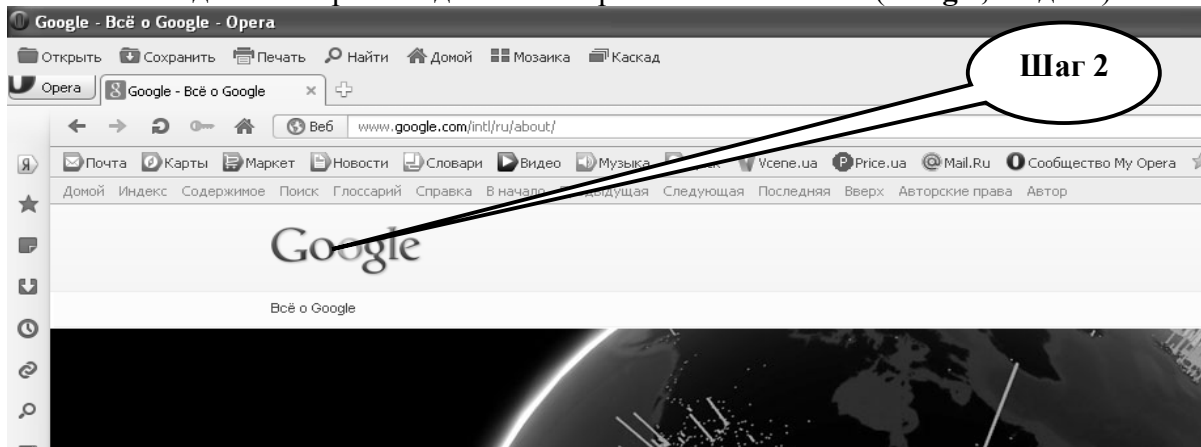 Google - Всё о Google - Opera
Открыть Сохранить Печать Найти Домой Мозаика Каскад
Шаг 2
Opera Google - Всё о Google
Веб www.google.com/intl/ru/about/
Почта Карты Маркет Новости Словари Видео Музыка Vcene.ua Price.ua Mail.Ru Сообщество My Opera
Домой Индекс Содержимое Поиск Глоссарий Справка В начало Предыдущая Следующая Последняя Вверх Авторские права Автор
Google
Всё о Google